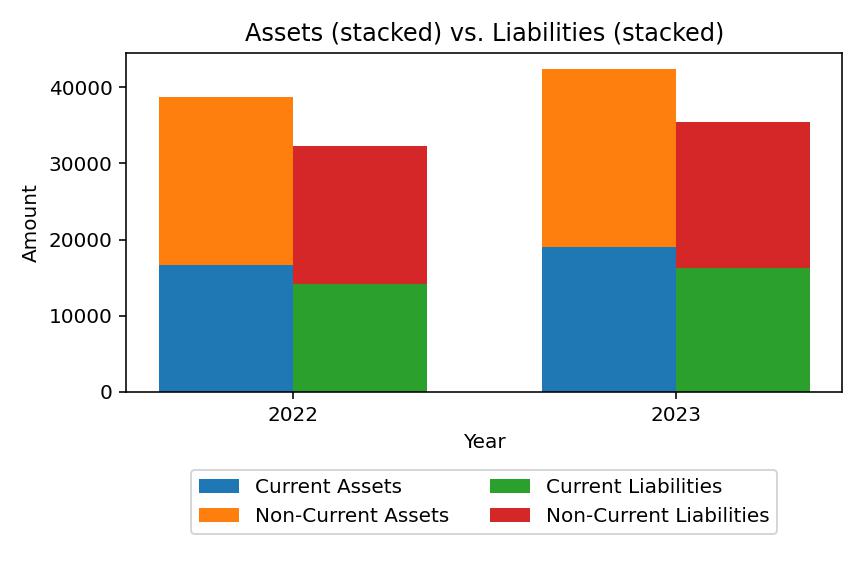 Assets (stacked) vs. Liabilities (stacked)
Amount
40000
30000
20000
10000
0
2022 2023
Year
Current Assets Current Liabilities
Non-Current Assets Non-Current Liabilities